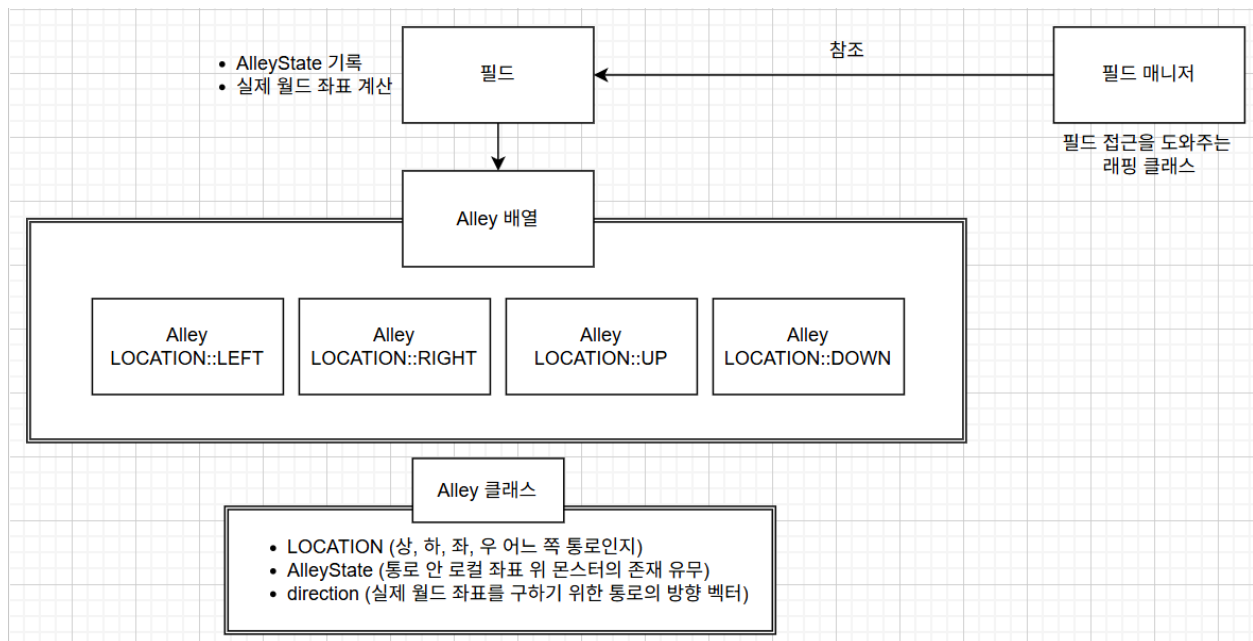 • AlleyState 기록
• 실제 월드 좌표 계산
필드
참조
필드 매니저
필드 접근을 도와주는
래핑 클래스
Alley 배열
Alley
LOCATION::LEFT
Alley
LOCATION::RIGHT
Alley
LOCATION::UP
Alley
LOCATION::DOWN
Alley 클래스
• LOCATION (상, 하, 좌, 우 어느 쪽 통로인지)
• AlleyState (통로 안 로컬 좌표 위 몬스터의 존재 유무)
• direction (실제 월드 좌표를 구하기 위한 통로의 방향 벡터)